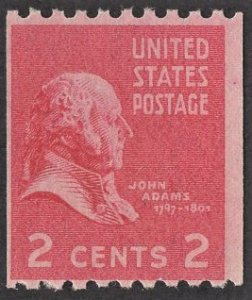 UNITED
STATES
POSTAGE
JOHN
ADAMS
1797-1801
2 CENTS 2